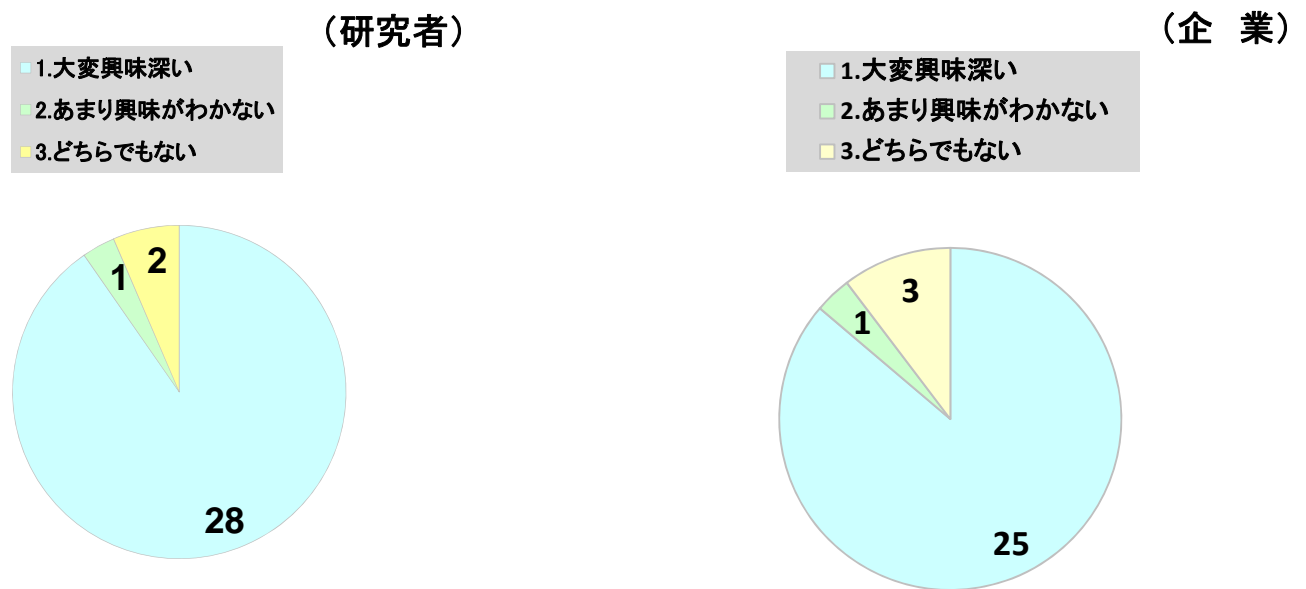 （研究者）
1.大変興味深い
2.あまり興味がわかない
3.どちらでもない
1
2
28
（企　業）
1.大変興味深い
2.あまり興味がわかない
3.どちらでもない
3
1
25